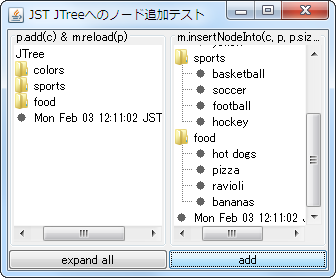 JST JTreeへのノード追加テスト
p.add(c) & m.reload(p)
JTree
colors
sports
food
Mon Feb 03 12:11:02 JST
m.insertNodeInto(c, p, p.siz...
sports
basketball
soccer
football
hockey
food
hot dogs
pizza
ravioli
bananas
Mon Feb 03 12:11:02 J
expand all
add